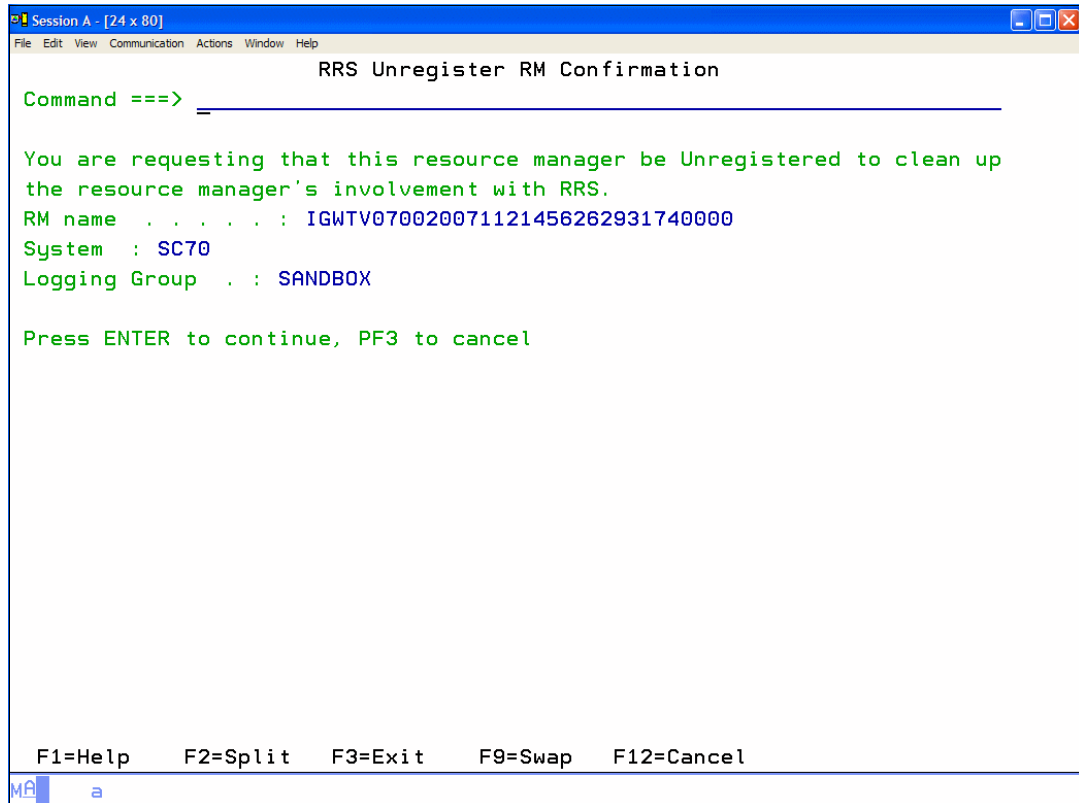 Session A - [24 x 80]
File Edit View Communication Actions Window Help
RRS Unregister RM Confirmation
Command ===>
You are requesting that this resource manager be Unregistered to clean up
the resource manager's involvement with RRS.
RM name . . . . . : IGWTV07002007112145626293174​0000
System : SC70
Logging Group . : SANDBOX
Press ENTER to continue, PF3 to cancel
F1=Help F2=Split F3=Exit F9=Swap F12=Cancel
MA a